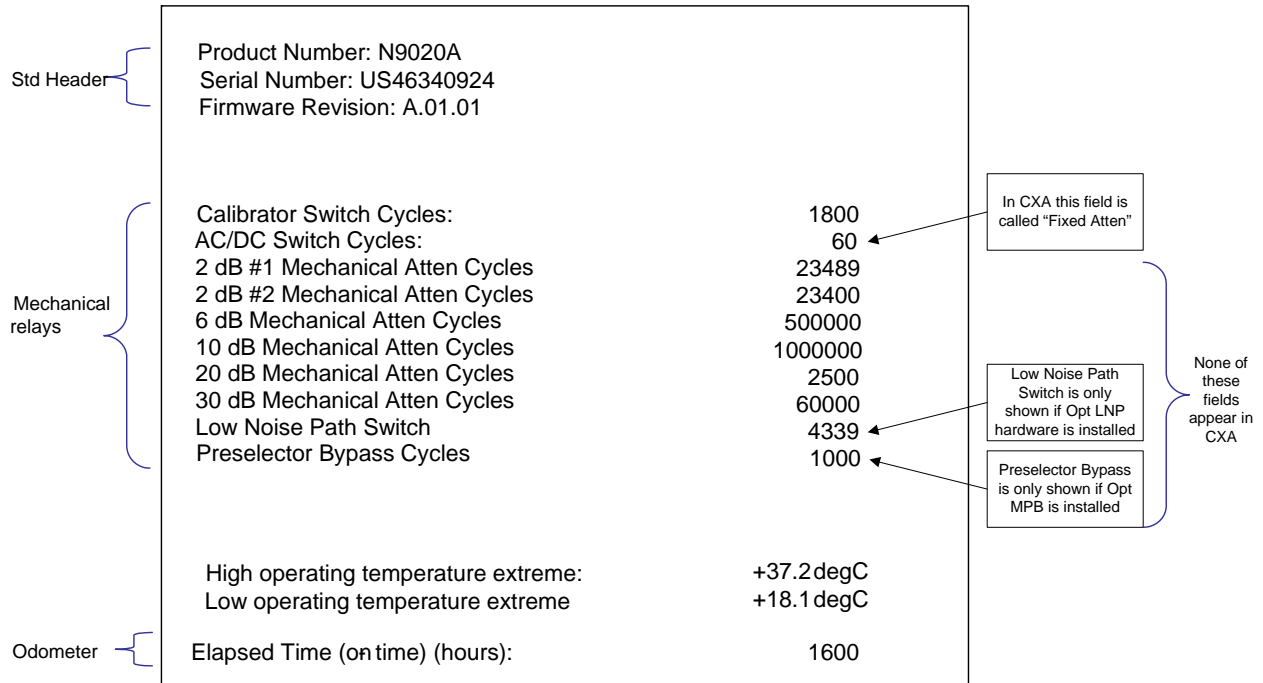 Std Header
Product Number: N9020A
Serial Number: US46340924
Firmware Revision: A.01.01
Mechanical
relays
Calibrator Switch Cycles: 1800
AC/DC Switch Cycles: 60
2 dB #1 Mechanical Atten Cycles 23489
2 dB #2 Mechanical Atten Cycles 23400
6 dB Mechanical Atten Cycles 500000
10 dB Mechanical Atten Cycles 1000000
20 dB Mechanical Atten Cycles 2500
30 dB Mechanical Atten Cycles 60000
Low Noise Path Switch 4339
Preselector Bypass Cycles 1000
In CXA this field is
called “Fixed Atten”
Low Noise Path
Switch is only
shown if Opt LNP
hardware is installed
Preselector Bypass
is only shown if Opt
MPB is installed
None of
these
fields
appear in
CXA
High operating temperature extreme: +37.2degC
Low operating temperature extreme +18.1degC
Odometer
Elapsed Time (on-time) (hours): 1600